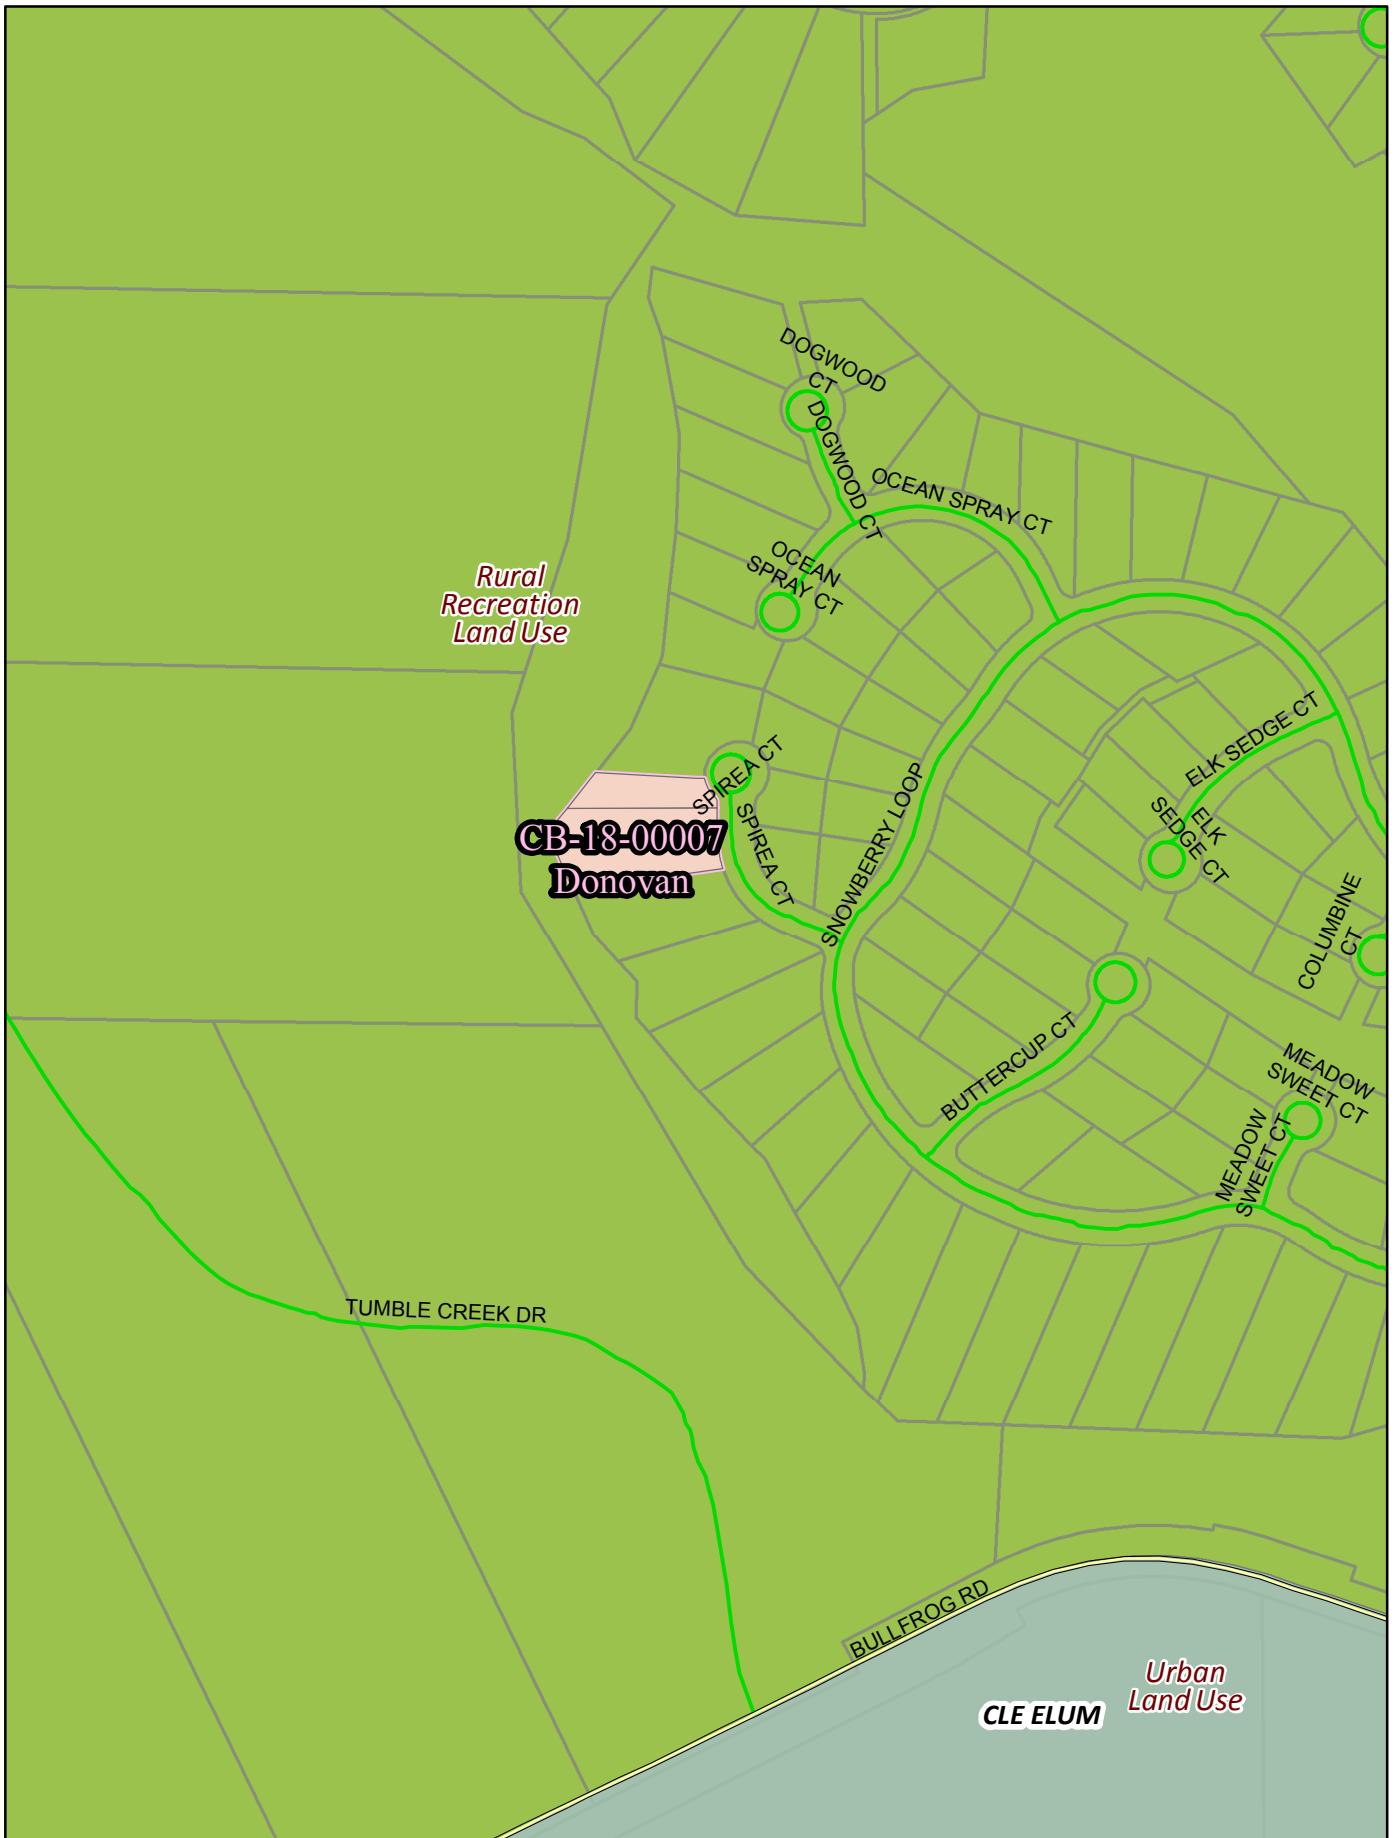 DOGWOOD
CT
DOGWOOD CT
OCEAN SPRAY CT
OCEAN
SPRAY CT
Rural
Recreation
Land Use
ELK SEDGE CT
SPIREA CT
SPIREA CT
SNOWBERRY LOOP
ELK
SEDGE CT
CB-18-00007
Donovan
COLUMBINE
CT
BUTTERCUP CT
MEADOW
SWEET CT
MEADOW
SWEET CT
TUMBLE CREEK DR
BULLFROG RD
Urban
Land Use
CLE ELUM